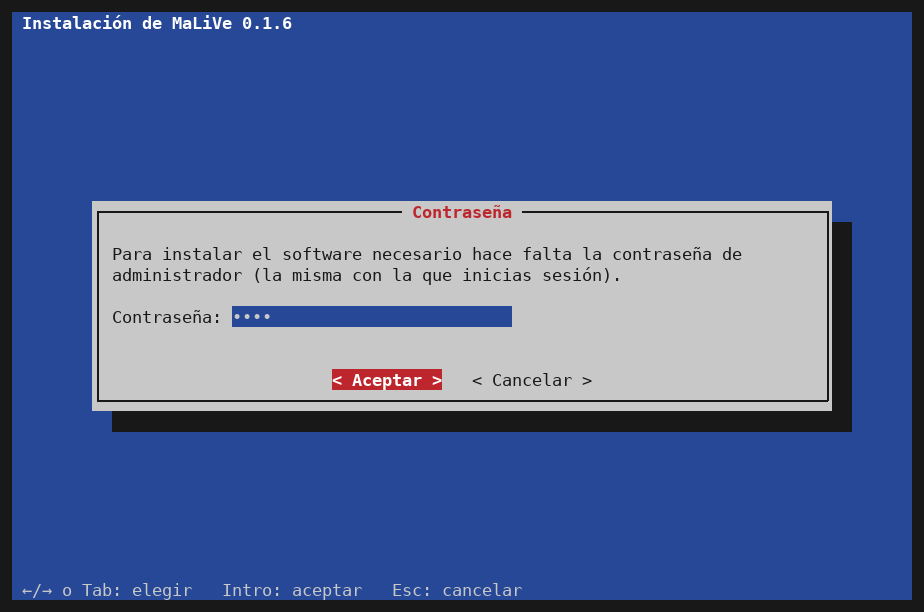 Instalación de MaLiVe 0.1.6
Contraseña
Para instalar el software necesario hace falta la contraseña de
administrador (la misma con la que inicias sesión).
Contraseña: ••••
< Aceptar >   < Cancelar >
←/→ o Tab: elegir   Intro: aceptar   Esc: cancelar